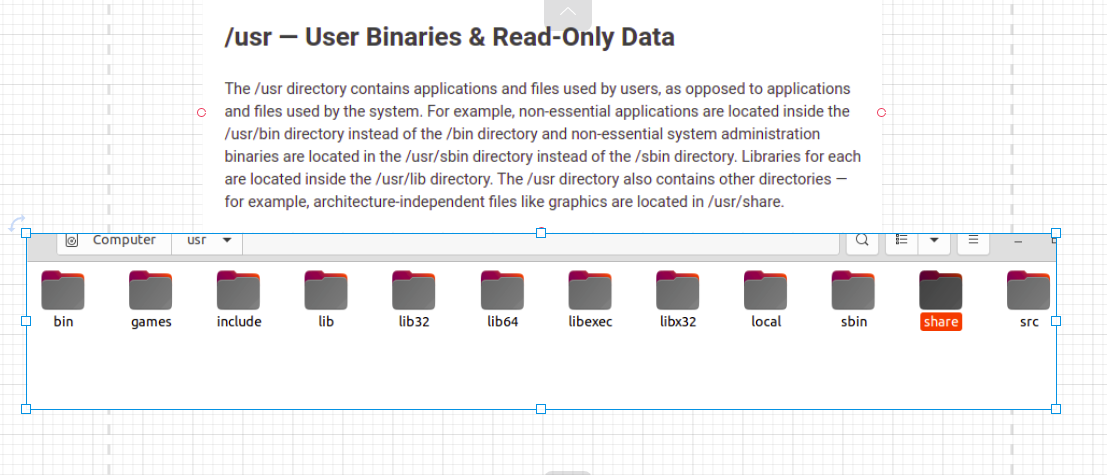 /usr — User Binaries & Read-Only Data
The /usr directory contains applications and files used by users, as opposed to applications
and files used by the system. For example, non-essential applications are located inside the
/usr/bin directory instead of the /bin directory and non-essential system administration
binaries are located in the /usr/sbin directory instead of the /sbin directory. Libraries for each
are located inside the /usr/lib directory. The /usr directory also contains other directories —
for example, architecture-independent files like graphics are located in /usr/share.
Computer usr
bin games include lib lib32 lib64 libexec libx32 local sbin share src